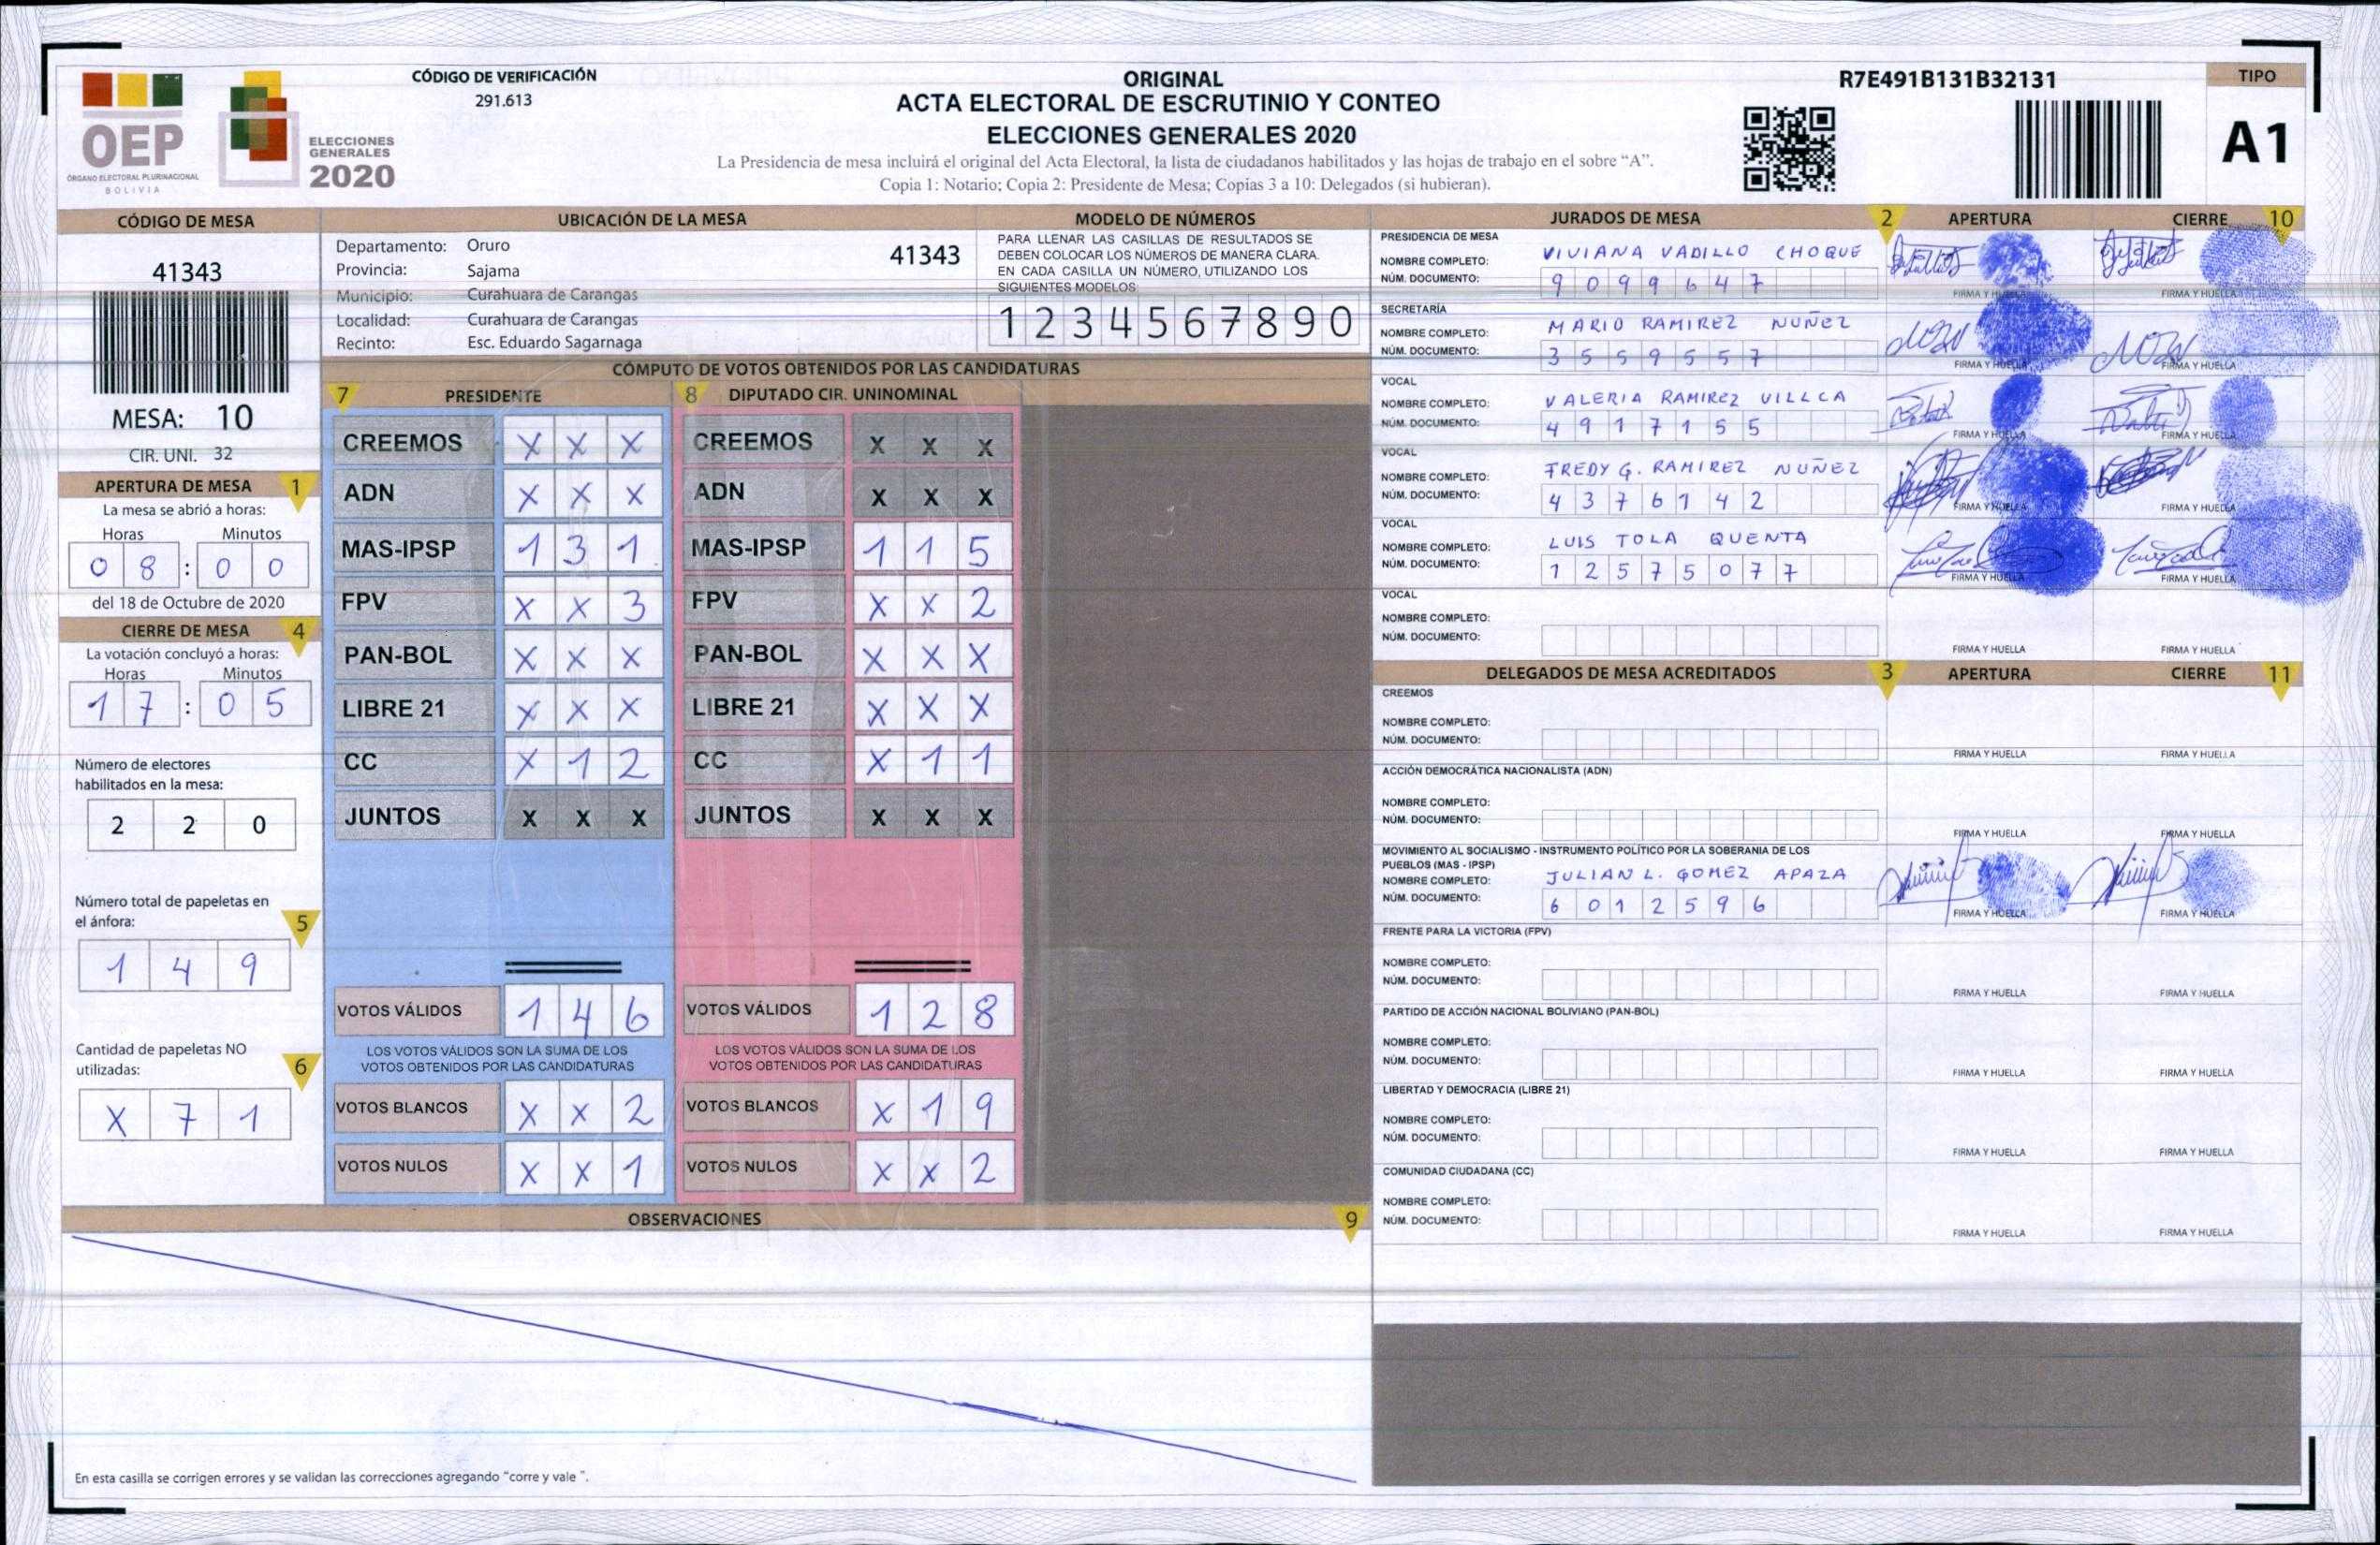 OEP
ÓRGANO ELECTORAL PLURINACIONAL
BOLIVIA
ELECCIONES
GENERALES
2020
CÓDIGO DE VERIFICACIÓN
291.613
ORIGINAL
ACTA ELECTORAL DE ESCRUTINIO Y CONTEO
ELECCIONES GENERALES 2020
La Presidencia de mesa incluirá el original del Acta Electoral, la lista de ciudadanos habilitados y las hojas de trabajo en el sobre “A”.
Copia 1: Notario; Copia 2: Presidente de Mesa; Copias 3 a 10: Delegados (si hubieran).
R7E491B131B32131
TIPO
A1
CÓDIGO DE MESA
41343
MESA: 10
CIR. UNI. 32
APERTURA DE MESA 1
La mesa se abrió a horas:
Horas Minutos
0 8 : 0 0
del 18 de Octubre de 2020
CIERRE DE MESA 4
La votación concluyó a horas:
Horas Minutos
1 7 : 0 5
Número de electores
habilitados en la mesa:
2 2 0
Número total de papeletas en
el ánfora: 5
1 4 9
Cantidad de papeletas NO
utilizadas: 6
X 7 1
UBICACIÓN DE LA MESA
Departamento: Oruro 41343
Provincia: Sajama
Municipio: Curahuara de Carangas
Localidad: Curahuara de Carangas
Recinto: Esc. Eduardo Sagarnaga
MODELO DE NÚMEROS
PARA LLENAR LAS CASILLAS DE RESULTADOS SE
DEBEN COLOCAR LOS NÚMEROS DE MANERA CLARA.
EN CADA CASILLA UN NÚMERO, UTILIZANDO LOS
SIGUIENTES MODELOS:
1 2 3 4 5 6 7 8 9 0
CÓMPUTO DE VOTOS OBTENIDOS POR LAS CANDIDATURAS
7 PRESIDENTE 8 DIPUTADO CIR. UNINOMINAL
CREEMOS X X X CREEMOS X X X
ADN X X X ADN X X X
MAS-IPSP 1 3 1 MAS-IPSP 1 1 5
FPV X X 3 FPV X X 2
PAN-BOL X X X PAN-BOL X X X
LIBRE 21 X X X LIBRE 21 X X X
CC X 1 2 CC X 1 1
JUNTOS X X X JUNTOS X X X
VOTOS VÁLIDOS 1 4 6 VOTOS VÁLIDOS 1 2 8
LOS VOTOS VÁLIDOS SON LA SUMA DE LOS LOS VOTOS VÁLIDOS SON LA SUMA DE LOS
VOTOS OBTENIDOS POR LAS CANDIDATURAS VOTOS OBTENIDOS POR LAS CANDIDATURAS
VOTOS BLANCOS X X 2 VOTOS BLANCOS X 1 9
VOTOS NULOS X X 1 VOTOS NULOS X X 2
OBSERVACIONES 9
En esta casilla se corrigen errores y se validan las correcciones agregando “corre y vale ”.
JURADOS DE MESA 2 APERTURA CIERRE 10
PRESIDENCIA DE MESA
NOMBRE COMPLETO: VIVIANA VADILLO CHOQUE
NÚM. DOCUMENTO: 9 0 9 9 6 4 7
FIRMA Y HUELLA FIRMA Y HUELLA
SECRETARÍA
NOMBRE COMPLETO: MARIO RAMIREZ NUÑEZ
NÚM. DOCUMENTO: 3 5 5 9 5 5 7
FIRMA Y HUELLA FIRMA Y HUELLA
VOCAL
NOMBRE COMPLETO: VALERIA RAMIREZ VILLCA
NÚM. DOCUMENTO: 4 9 1 7 1 5 5
FIRMA Y HUELLA FIRMA Y HUELLA
VOCAL
NOMBRE COMPLETO: FREDY G. RAMIREZ NUÑEZ
NÚM. DOCUMENTO: 4 3 7 6 1 4 2
FIRMA Y HUELLA FIRMA Y HUELLA
VOCAL
NOMBRE COMPLETO: LUIS TOLA QUENTA
NÚM. DOCUMENTO: 1 2 5 7 5 0 7 7
FIRMA Y HUELLA FIRMA Y HUELLA
VOCAL
NOMBRE COMPLETO:
NÚM. DOCUMENTO:
FIRMA Y HUELLA FIRMA Y HUELLA
DELEGADOS DE MESA ACREDITADOS 3 APERTURA CIERRE 11
CREEMOS
NOMBRE COMPLETO:
NÚM. DOCUMENTO:
FIRMA Y HUELLA FIRMA Y HUELLA
ACCIÓN DEMOCRÁTICA NACIONALISTA (ADN)
NOMBRE COMPLETO:
NÚM. DOCUMENTO:
FIRMA Y HUELLA FIRMA Y HUELLA
MOVIMIENTO AL SOCIALISMO - INSTRUMENTO POLÍTICO POR LA SOBERANIA DE LOS
PUEBLOS (MAS - IPSP)
NOMBRE COMPLETO: JULIAN L. GOMEZ APAZA
NÚM. DOCUMENTO: 6 0 1 2 5 9 6
FIRMA Y HUELLA FIRMA Y HUELLA
FRENTE PARA LA VICTORIA (FPV)
NOMBRE COMPLETO:
NÚM. DOCUMENTO:
FIRMA Y HUELLA FIRMA Y HUELLA
PARTIDO DE ACCIÓN NACIONAL BOLIVIANO (PAN-BOL)
NOMBRE COMPLETO:
NÚM. DOCUMENTO:
FIRMA Y HUELLA FIRMA Y HUELLA
LIBERTAD Y DEMOCRACIA (LIBRE 21)
NOMBRE COMPLETO:
NÚM. DOCUMENTO:
FIRMA Y HUELLA FIRMA Y HUELLA
COMUNIDAD CIUDADANA (CC)
NOMBRE COMPLETO:
NÚM. DOCUMENTO:
FIRMA Y HUELLA FIRMA Y HUELLA